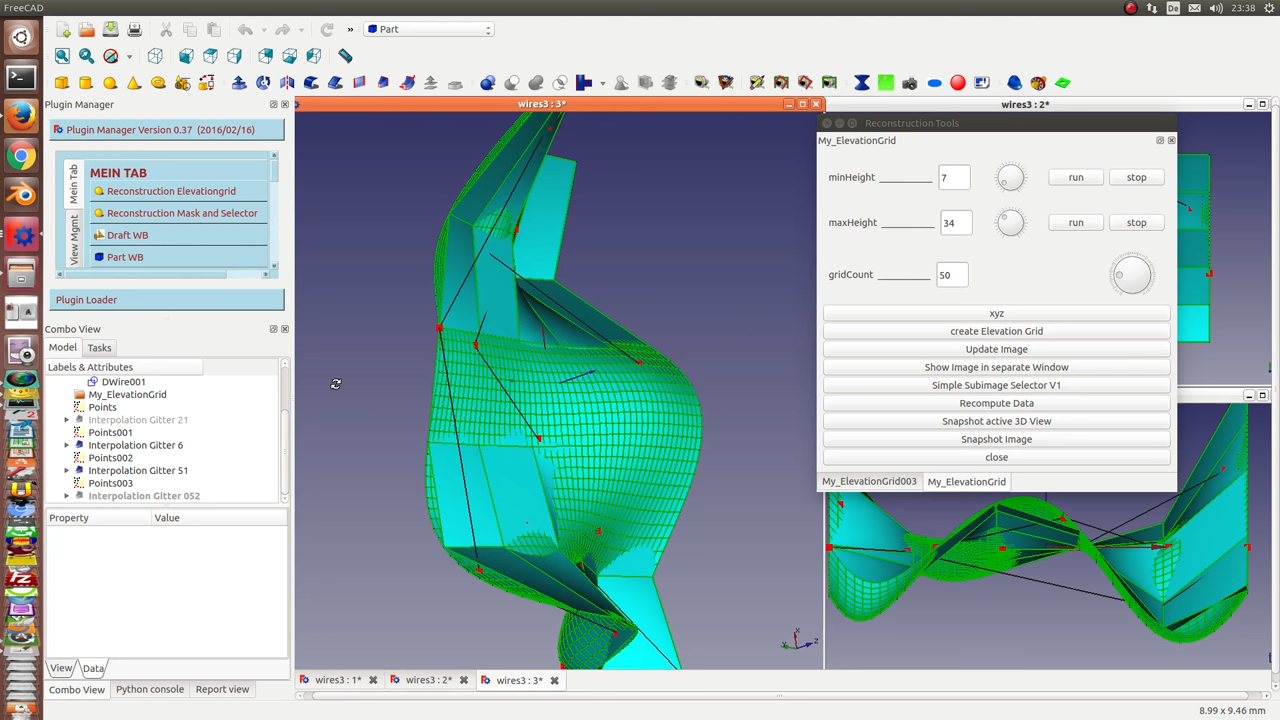 FreeCAD
De
23:38
»
Part
Plugin Manager
Plugin Manager Version 0.37 (2016/02/16)
Mein Tab
View Mgmt
MEIN TAB
Reconstruction Elevationgrid
Reconstruction Mask and Selector
Draft WB
Part WB
Plugin Loader
Combo View
Model
Tasks
Labels & Attributes
DWire001
My_ElevationGrid
Points
Interpolation Gitter 21
Points001
Interpolation Gitter 6
Points002
Interpolation Gitter 51
Points003
Interpolation Gitter 052
Property
Value
View
Data
Combo View
Python console
Report view
wires3 : 3*
wires3 : 2*
Reconstruction Tools
My_ElevationGrid
minHeight
7
run
stop
maxHeight
34
run
stop
gridCount
50
xyz
create Elevation Grid
Update Image
Show Image in separate Window
Simple Subimage Selector V1
Recompute Data
Snapshot active 3D View
Snapshot Image
close
My_ElevationGrid003
My_ElevationGrid
x
y
z
wires3 : 1*
wires3 : 2*
wires3 : 3*
8.99 x 9.46 mm